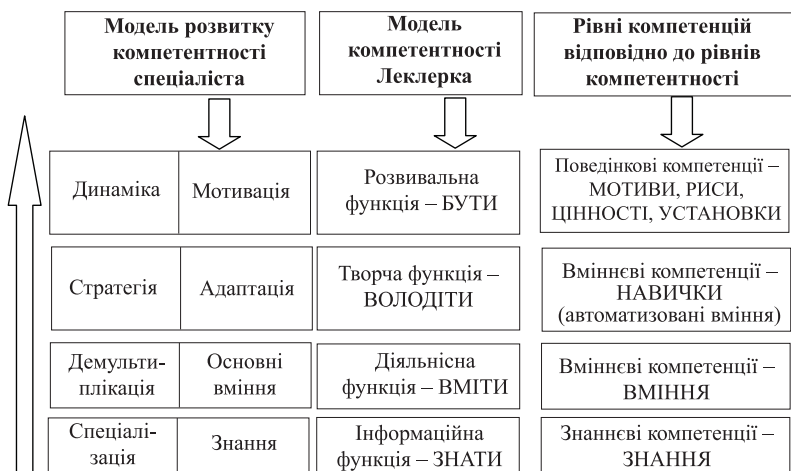 Модель розвитку
компетентності
спеціаліста
Модель
компетентності
Леклерка
Рівні компетенцій
відповідно до рівнів
компетентності
Динаміка
Мотивація
Розвивальна
функція – БУТИ
Поведінкові компетенції –
МОТИВИ, РИСИ,
ЦІННОСТІ, УСТАНОВКИ
Стратегія
Адаптація
Творча функція –
ВОЛОДІТИ
Вміннєві компетенції –
НАВИЧКИ
(автоматизовані вміння)
Демульти-
плікація
Основні
вміння
Діяльнісна
функція – ВМІТИ
Вміннєві компетенції –
ВМІННЯ
Спеціалі-
зація
Знання
Інформаційна
функція – ЗНАТИ
Знаннєві компетенції –
ЗНАННЯ